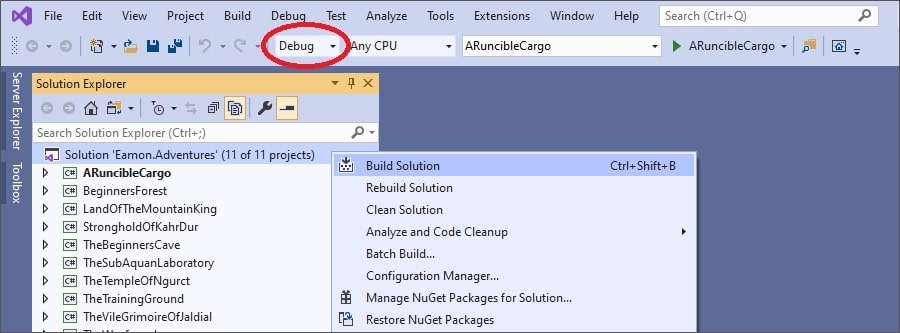 File Edit View Git Project Build Debug Test Analyze Tools Extensions Window Help Search (Ctrl+Q)
Debug Any CPU ARuncibleCargo ARuncibleCargo
Server Explorer
Toolbox
Solution Explorer
Search Solution Explorer (Ctrl+;)
Solution 'Eamon.Adventures' (11 of 11 projects)
C# ARuncibleCargo
C# BeginnersForest
C# LandOfTheMountainKing
C# StrongholdOfKahrDur
C# TheBeginnersCave
C# TheSubAquanLaboratory
C# TheTempleOfNgurct
C# TheTrainingGround
C# TheVileGrimoireOfJaldial
Build Solution Ctrl+Shift+B
Rebuild Solution
Clean Solution
Analyze and Code Cleanup
Batch Build...
Configuration Manager...
Manage NuGet Packages for Solution...
Restore NuGet Packages